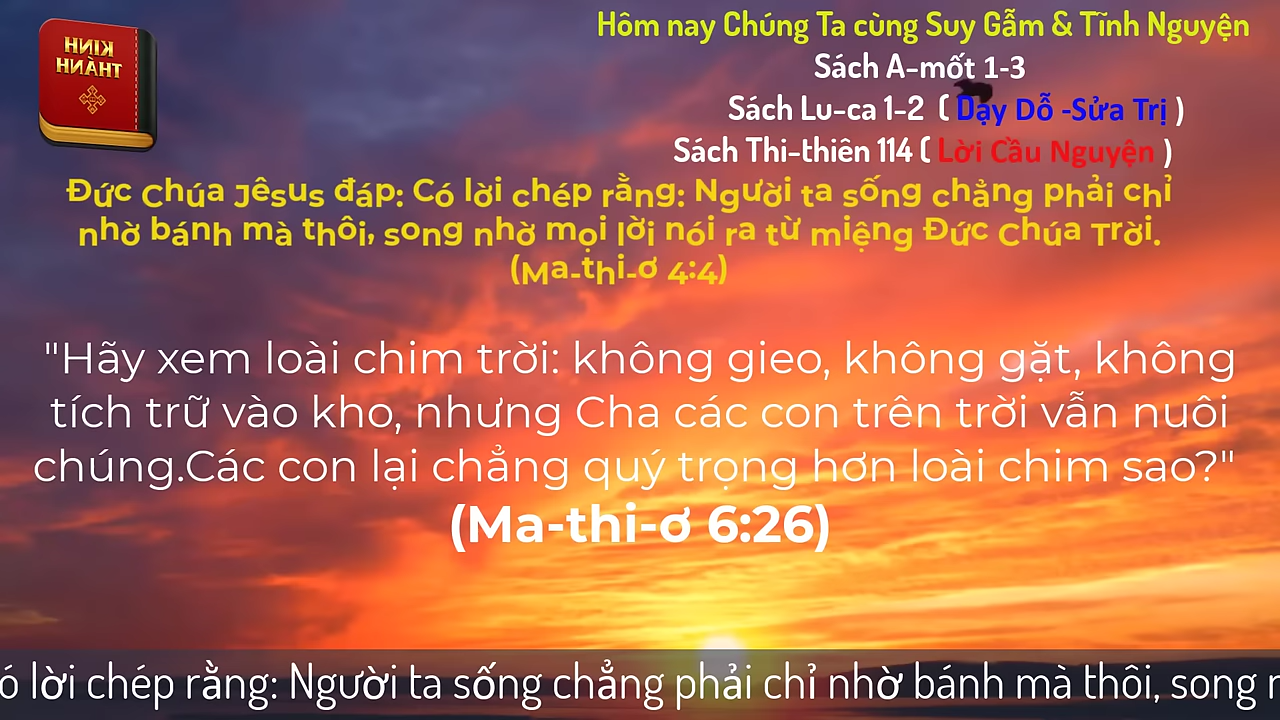 KINH
THÀNH
Hôm nay Chúng Ta cùng Suy Gẫm & Tĩnh Nguyện
Sách A-mốt 1-3
Sách Lu-ca 1-2 ( Dạy Dỗ -Sửa Trị )
Sách Thi-thiên 114 ( Lời Cầu Nguyện )
Đức Chúa Jêsus đáp: Có lời chép rằng: Người ta sống chẳng phải chỉ
nhờ bánh mà thôi, song nhờ mọi lời nói ra từ miệng Đức Chúa Trời.
(Ma-thi-ơ 4:4)
"Hãy xem loài chim trời: không gieo, không gặt, không
tích trữ vào kho, nhưng Cha các con trên trời vẫn nuôi
chúng.Các con lại chẳng quý trọng hơn loài chim sao?"
(Ma-thi-ơ 6:26)
ó lời chép rằng: Người ta sống chẳng phải chỉ nhờ bánh mà thôi, song